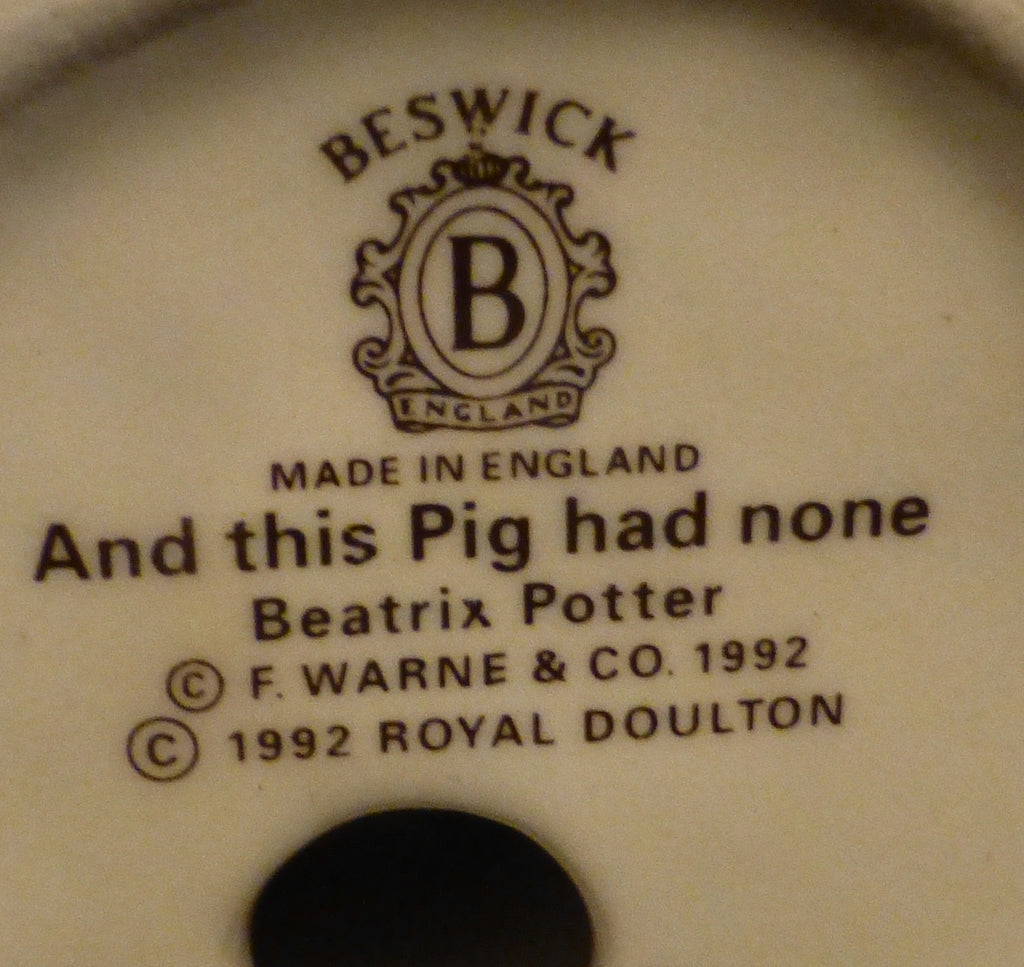 BESWICK
B
ENGLAND
MADE IN ENGLAND
And this Pig had none
Beatrix Potter
© F. WARNE & CO. 1992
© 1992 ROYAL DOULTON